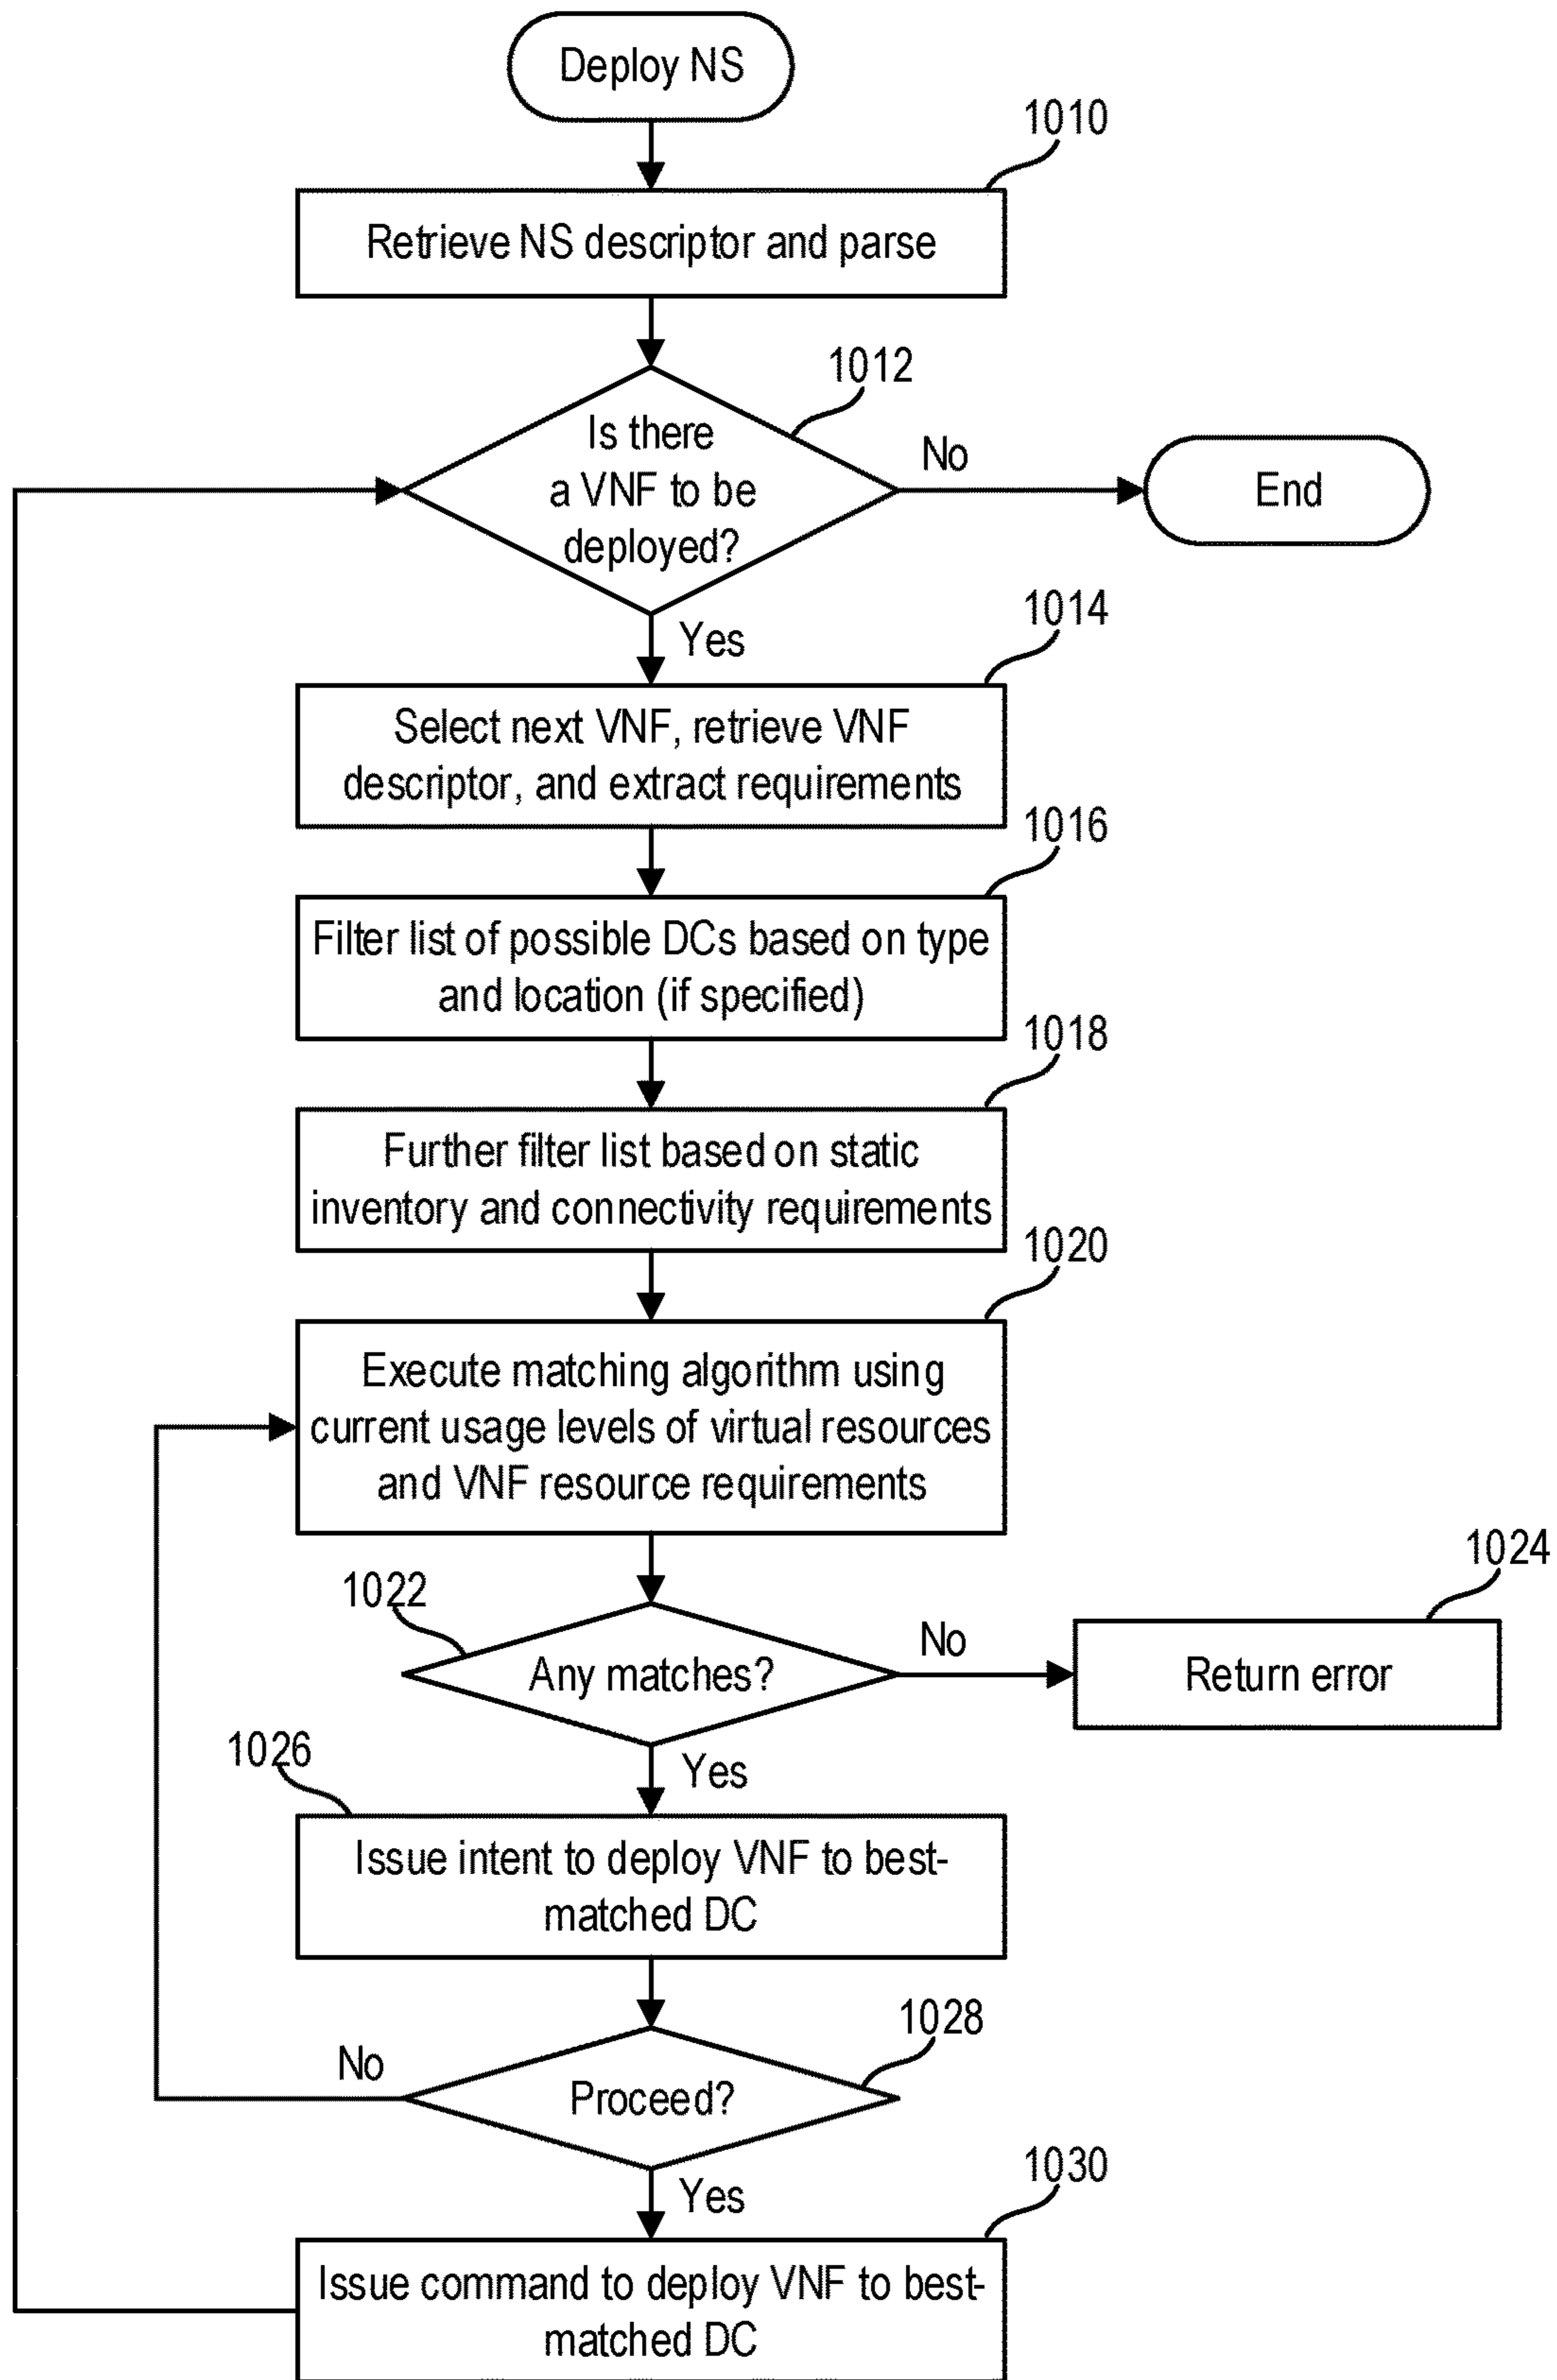 Deploy NS
1010
Retrieve NS descriptor and parse
1012
Is there
a VNF to be
deployed?
No
End
Yes
1014
Select next VNF, retrieve VNF
descriptor, and extract requirements
1016
Filter list of possible DCs based on type
and location (if specified)
1018
Further filter list based on static
inventory and connectivity requirements
1020
Execute matching algorithm using
current usage levels of virtual resources
and VNF resource requirements
1022
Any matches?
No
1024
Return error
Yes
1026
Issue intent to deploy VNF to best-
matched DC
1028
Proceed?
No
Yes
1030
Issue command to deploy VNF to best-
matched DC